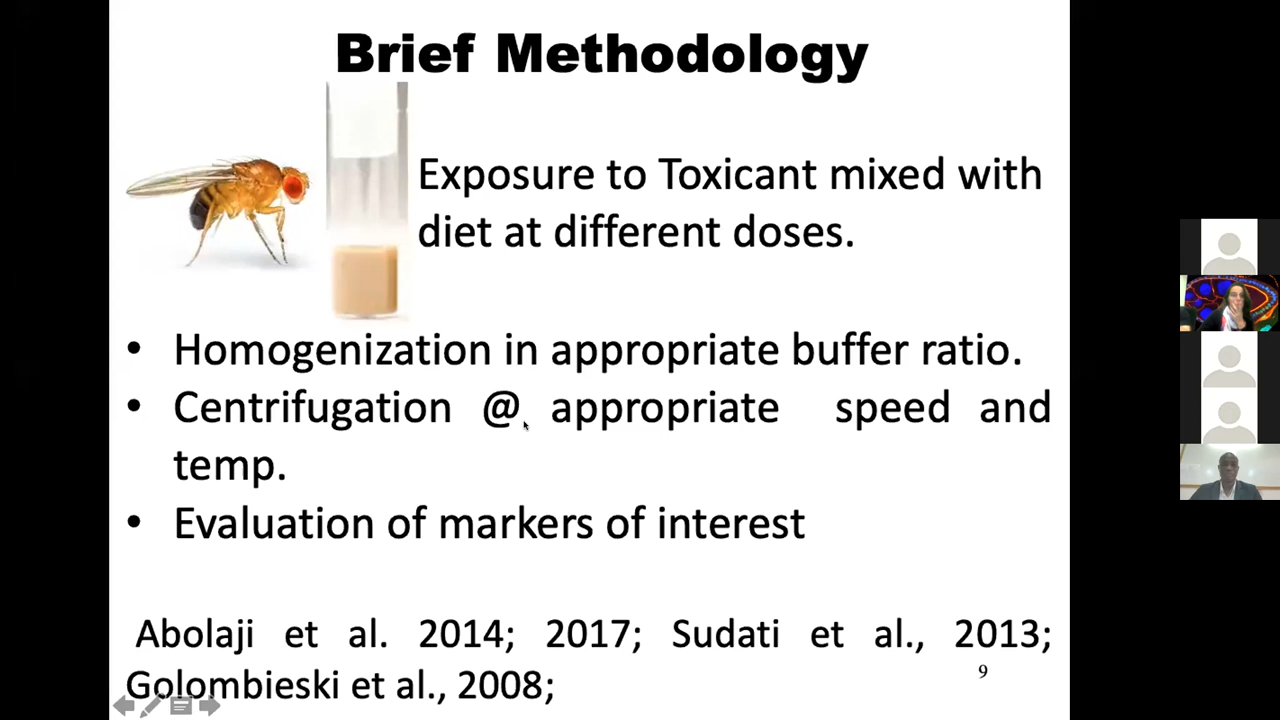 Brief Methodology
Exposure to Toxicant mixed with
diet at different doses.
• Homogenization in appropriate buffer ratio.
• Centrifugation @ appropriate speed and
temp.
• Evaluation of markers of interest
Abolaji et al. 2014; 2017; Sudati et al., 2013;
Golombieski et al., 2008;
9